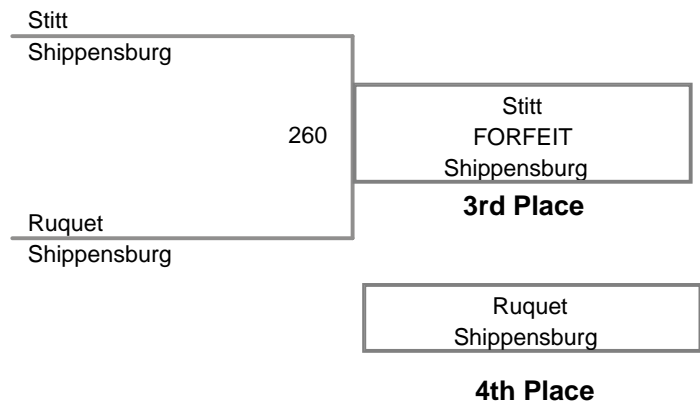 Stitt
Shippensburg
260
Stitt
FORFEIT
Shippensburg
3rd Place
Ruquet
Shippensburg
Ruquet
Shippensburg
4th Place